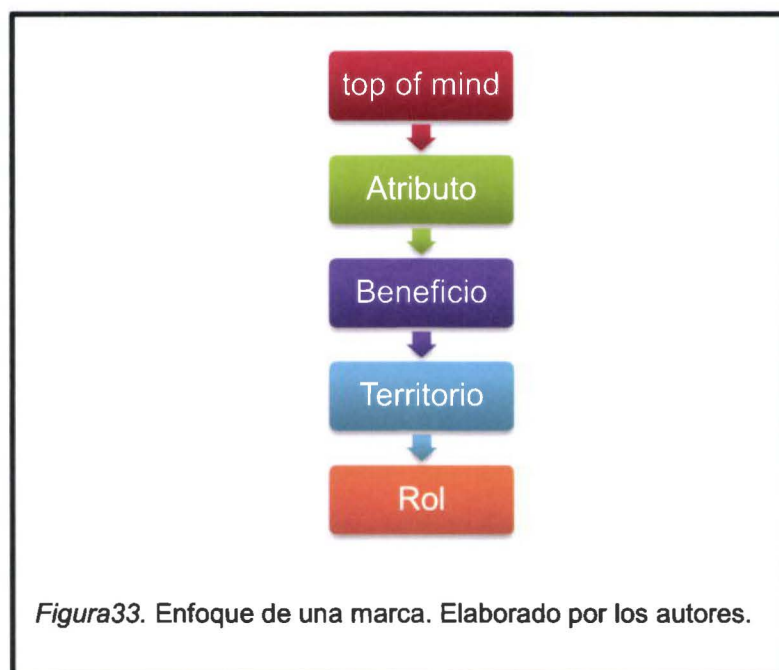 top of mind
Atributo
Beneficio
Territorio
Rol
Figura33. Enfoque de una marca. Elaborado por los autores.